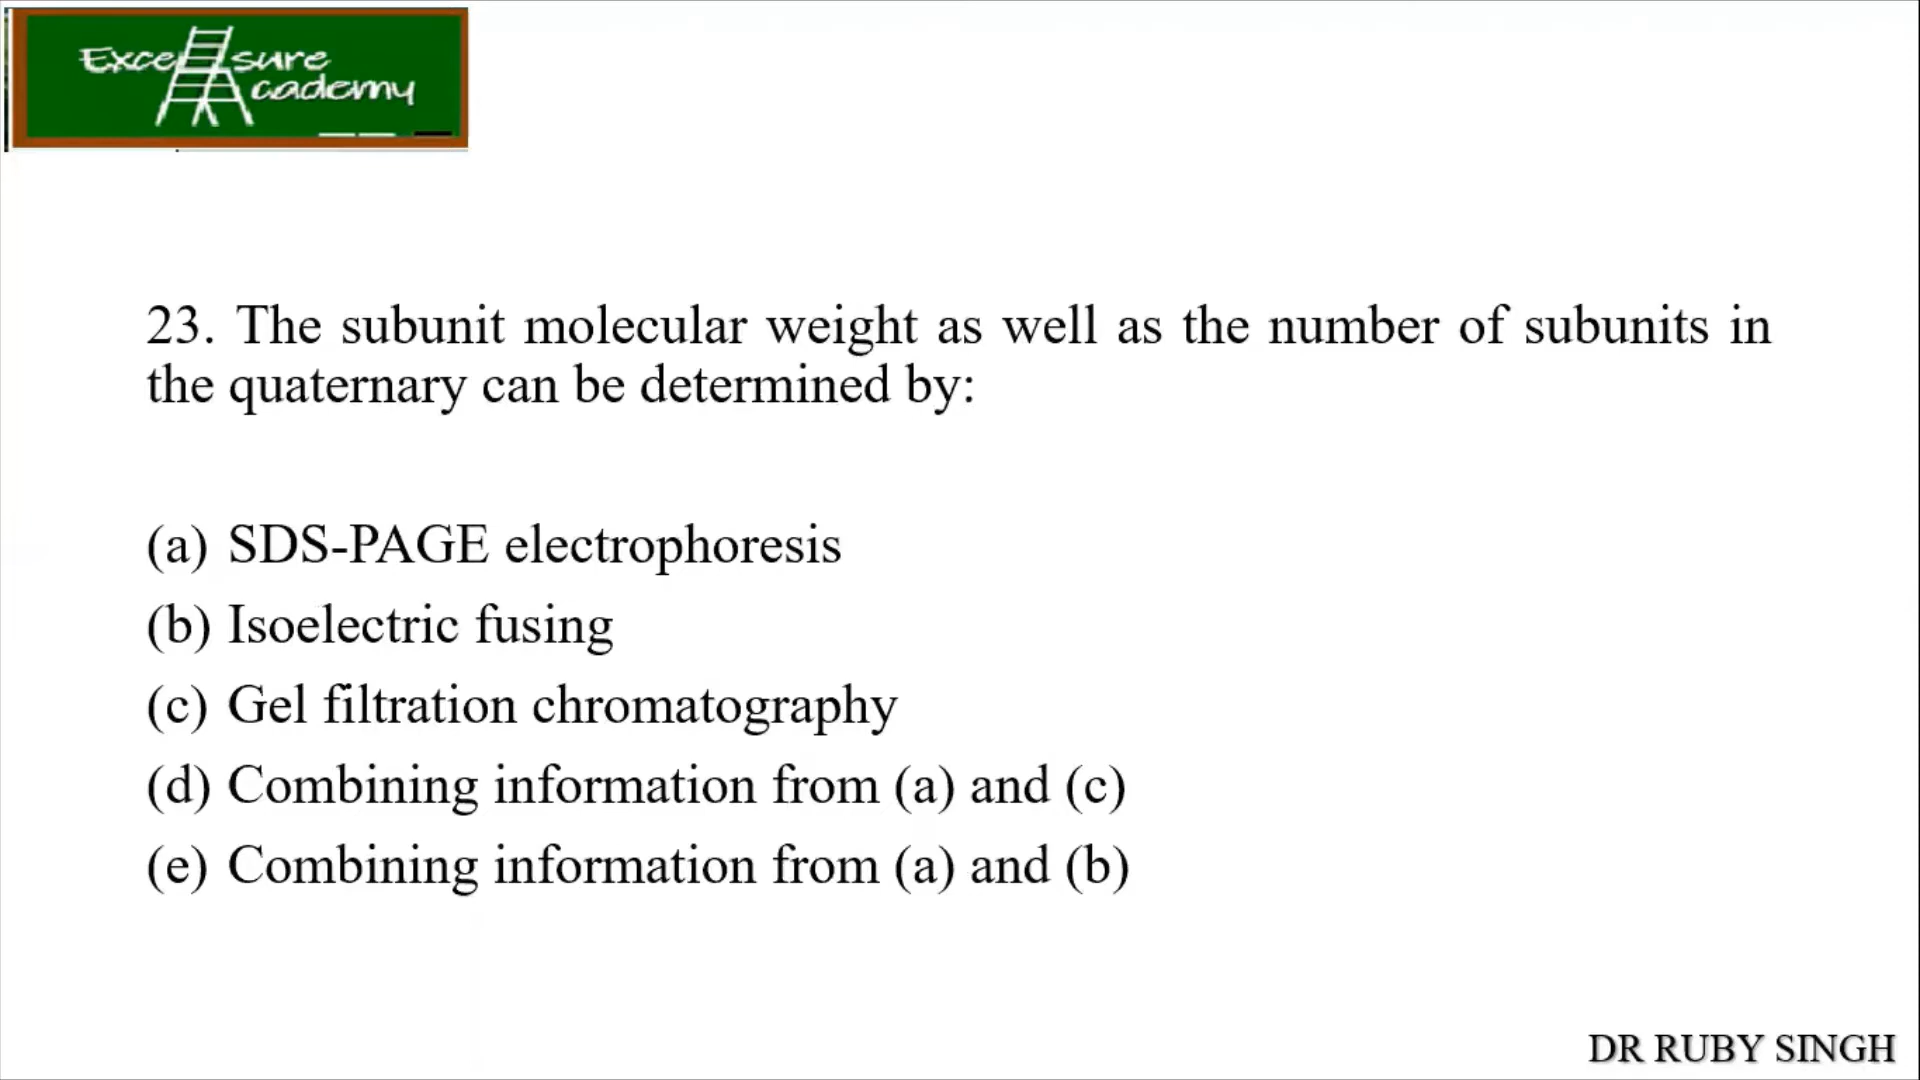 Excel sure
Academy
23. The subunit molecular weight as well as the number of subunits in
the quaternary can be determined by:
(a) SDS-PAGE electrophoresis
(b) Isoelectric fusing
(c) Gel filtration chromatography
(d) Combining information from (a) and (c)
(e) Combining information from (a) and (b)
DR RUBY SINGH